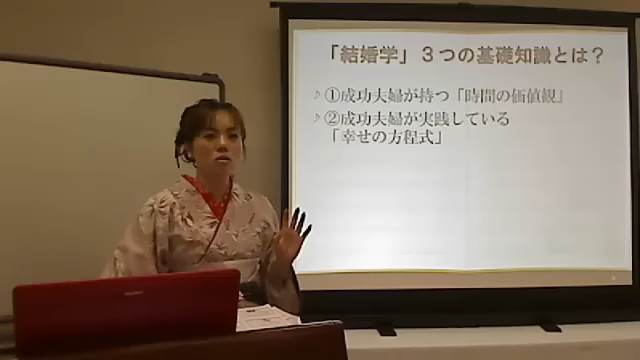 「結婚学」３つの基礎知識とは？
♪①成功夫婦が持つ「時間の価値観」
♪②成功夫婦が実践している
「幸せの方程式」